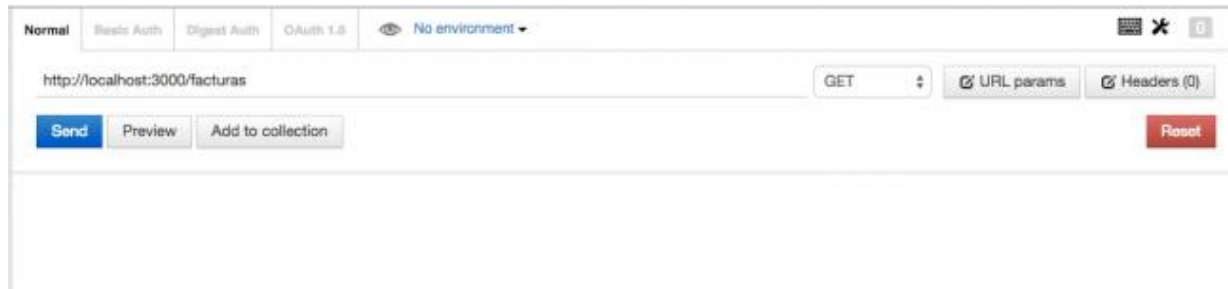 Normal Basic Auth Digest Auth OAuth 1.0 No environment 0
http://localhost:3000/facturas GET URL params Headers (0)
Send Preview Add to collection Reset